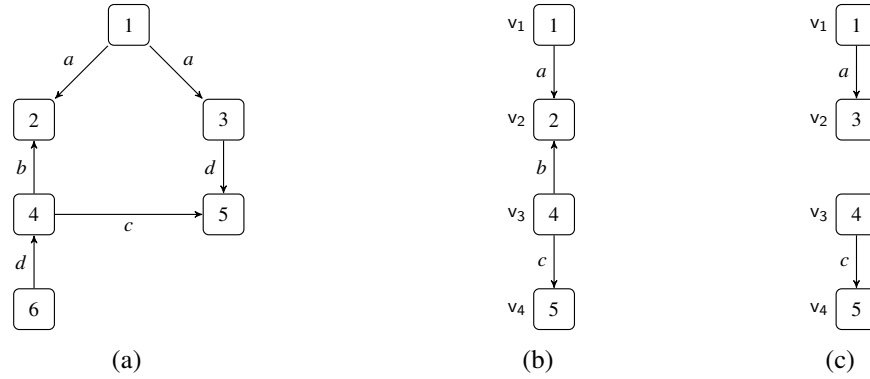 1 v₁ 1 v₁ 1
a a a a
2 3 v₂ 2 v₂ 3
b d b
4 c 5 v₃ 4 v₃ 4
d c c
6 v₄ 5 v₄ 5
(a) (b) (c)